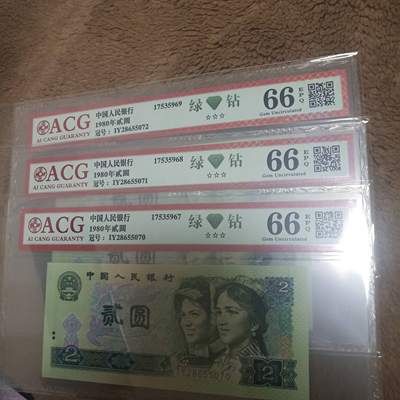 ACG
AI CANG GUARANTY
中国人民银行
1980年贰圆
冠号：IY28655072
17535969
绿 钻
☆☆☆
66
EPQ
Gem Uncirculated
ACG
AI CANG GUARANTY
中国人民银行
1980年贰圆
冠号：IY28655071
17535968
绿 钻
☆☆☆
66
EPQ
Gem Uncirculated
ACG
AI CANG GUARANTY
中国人民银行
1980年贰圆
冠号：IY28655070
17535967
绿 钻
☆☆☆
66
EPQ
Gem Uncirculated
中国人民银行
2
贰圆
IY28655070
2
2